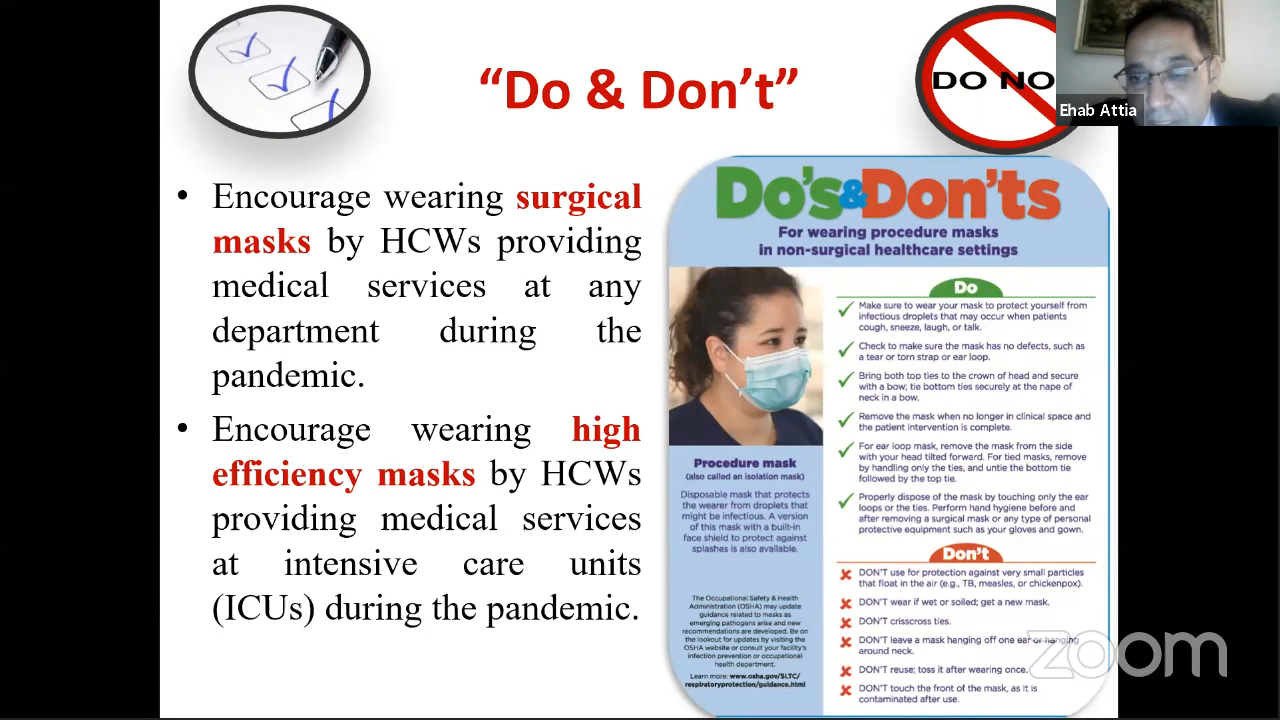 “Do & Don’t”
DO NO
Ehab Attia
• Encourage wearing surgical
masks by HCWs providing
medical services at any
department during the
pandemic.
• Encourage wearing high
efficiency masks by HCWs
providing medical services
at intensive care units
(ICUs) during the pandemic.
Do's & Don'ts
For wearing procedure masks
in non-surgical healthcare settings
Procedure mask
(also called an isolation mask)
Disposable mask that protects
the wearer from droplets that
might be infectious. A version
of this mask with a built-in
face shield to protect against
splashes is also available.
The Occupational Safety & Health
Administration (OSHA) may update
guidance related to masks as
emerging pathogens arise and new
recommendations are developed. Be on
the lookout for updates by visiting the
OSHA website or consult your facility's
infection prevention or occupational
health department.
Learn more: www.osha.gov/SLTC/
respiratoryprotection/guidance.html
Do
Make sure to wear your mask to protect yourself from
infectious droplets that may occur when patients
cough, sneeze, laugh, or talk.
Check to make sure the mask has no defects, such as
a tear or torn strap or ear loop.
Bring both top ties to the crown of head and secure
with a bow; tie bottom ties securely at the nape of
neck in a bow.
Remove the mask when no longer in clinical space and
the patient intervention is complete.
For ear loop mask, remove the mask from the side
with your head tilted forward. For tied masks, remove
by handling only the ties, and untie the bottom tie
followed by the top tie.
Properly dispose of the mask by touching only the ear
loops or the ties. Perform hand hygiene before and
after removing a surgical mask or any type of personal
protective equipment such as your gloves and gown.
Don't
DON'T use for protection against very small particles
that float in the air (e.g., TB, measles, or chickenpox).
DON'T wear if wet or soiled; get a new mask.
DON'T crisscross ties.
DON'T leave a mask hanging off one ear or hanging
around neck.
DON'T reuse; toss it after wearing once.
DON'T touch the front of the mask, as it is
contaminated after use.
zoom